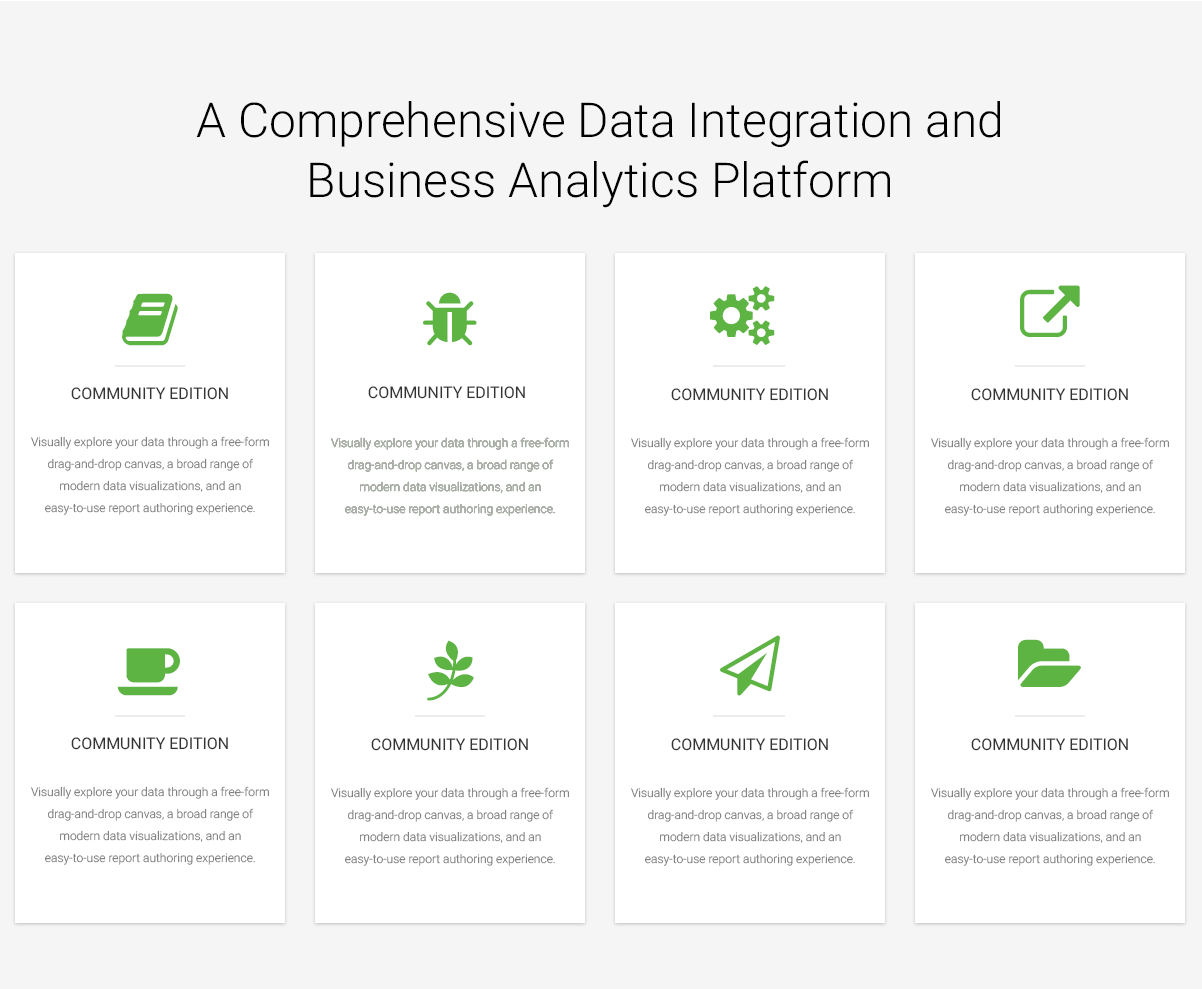 A Comprehensive Data Integration and
Business Analytics Platform
COMMUNITY EDITION
Visually explore your data through a free-form
drag-and-drop canvas, a broad range of
modern data visualizations, and an
easy-to-use report authoring experience.
COMMUNITY EDITION
Visually explore your data through a free-form
drag-and-drop canvas, a broad range of
modern data visualizations, and an
easy-to-use report authoring experience.
COMMUNITY EDITION
Visually explore your data through a free-form
drag-and-drop canvas, a broad range of
modern data visualizations, and an
easy-to-use report authoring experience.
COMMUNITY EDITION
Visually explore your data through a free-form
drag-and-drop canvas, a broad range of
modern data visualizations, and an
easy-to-use report authoring experience.
COMMUNITY EDITION
Visually explore your data through a free-form
drag-and-drop canvas, a broad range of
modern data visualizations, and an
easy-to-use report authoring experience.
COMMUNITY EDITION
Visually explore your data through a free-form
drag-and-drop canvas, a broad range of
modern data visualizations, and an
easy-to-use report authoring experience.
COMMUNITY EDITION
Visually explore your data through a free-form
drag-and-drop canvas, a broad range of
modern data visualizations, and an
easy-to-use report authoring experience.
COMMUNITY EDITION
Visually explore your data through a free-form
drag-and-drop canvas, a broad range of
modern data visualizations, and an
easy-to-use report authoring experience.